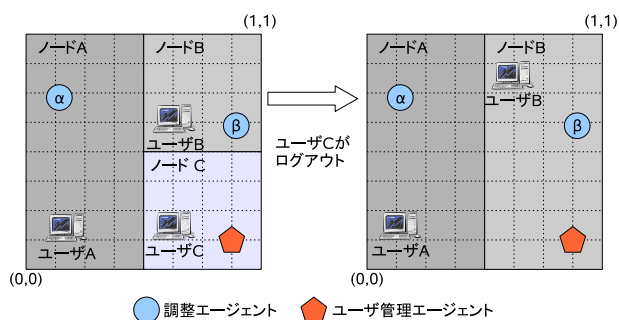 (1,1)
ノードA
ノードB
α
β
ユーザB
ノード C
ユーザA
ユーザC
(0,0)
ユーザCが
ログアウト
(1,1)
ノードA
ノードB
α
ユーザB
β
ユーザA
(0,0)
調整エージェント
ユーザ管理エージェント